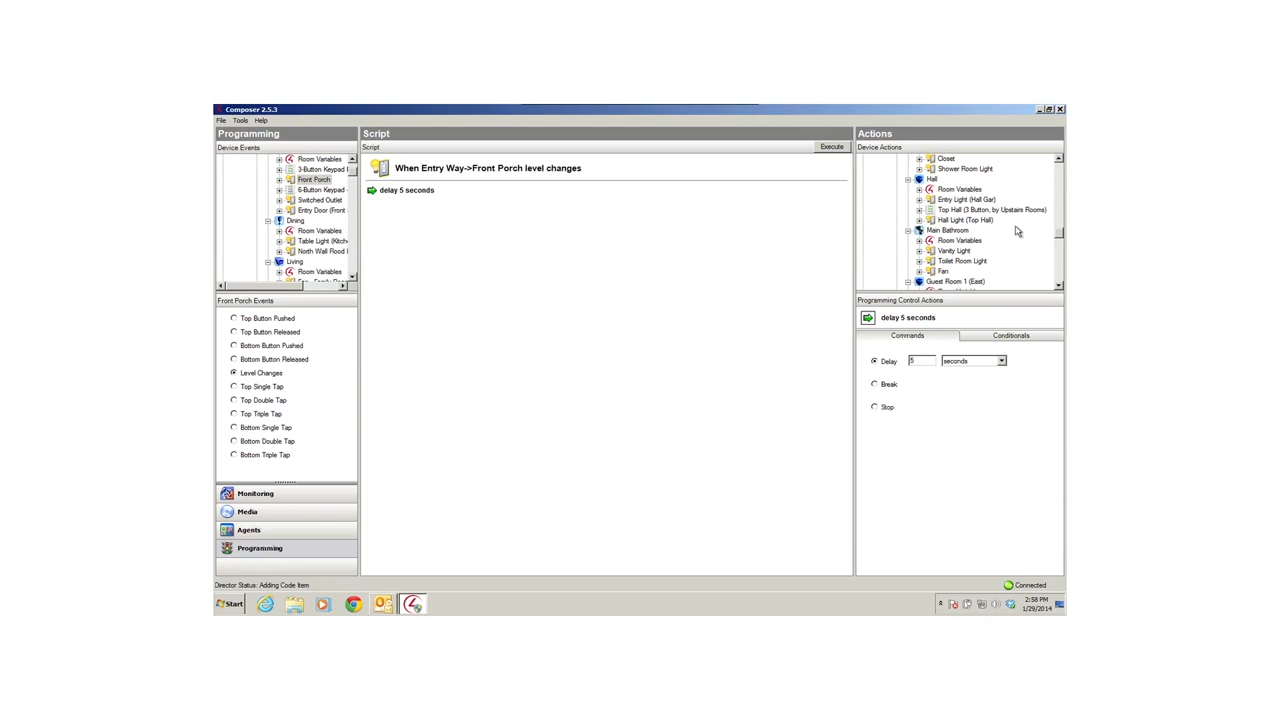 Composer 2.5.3
File Tools Help
Programming
Device Events
Room Variables
3-Button Keypad
Front Porch
6-Button Keypad -
Switched Outlet
Entry Door (Front
Dining
Room Variables
Table Light (Kitche
North Wall Rood I
Living
Room Variables
Front Porch Events
Top Button Pushed
Top Button Released
Bottom Button Pushed
Bottom Button Released
Level Changes
Top Single Tap
Top Double Tap
Top Triple Tap
Bottom Single Tap
Bottom Double Tap
Bottom Triple Tap
Monitoring
Media
Agents
Programming
Script
Script
Execute
When Entry Way->Front Porch level changes
delay 5 seconds
Actions
Device Actions
Closet
Shower Room Light
Hall
Room Variables
Entry Light (Hall Gar)
Top Hall (3 Button, by Upstairs Rooms)
Hall Light (Top Hall)
Main Bathroom
Room Variables
Vanity Light
Toilet Room Light
Fan
Guest Room 1 (East)
Programming Control Actions
delay 5 seconds
Commands Conditionals
Delay 5 seconds
Break
Stop
Director Status: Adding Code Item
Connected
Start
2:58 PM
1/29/2014